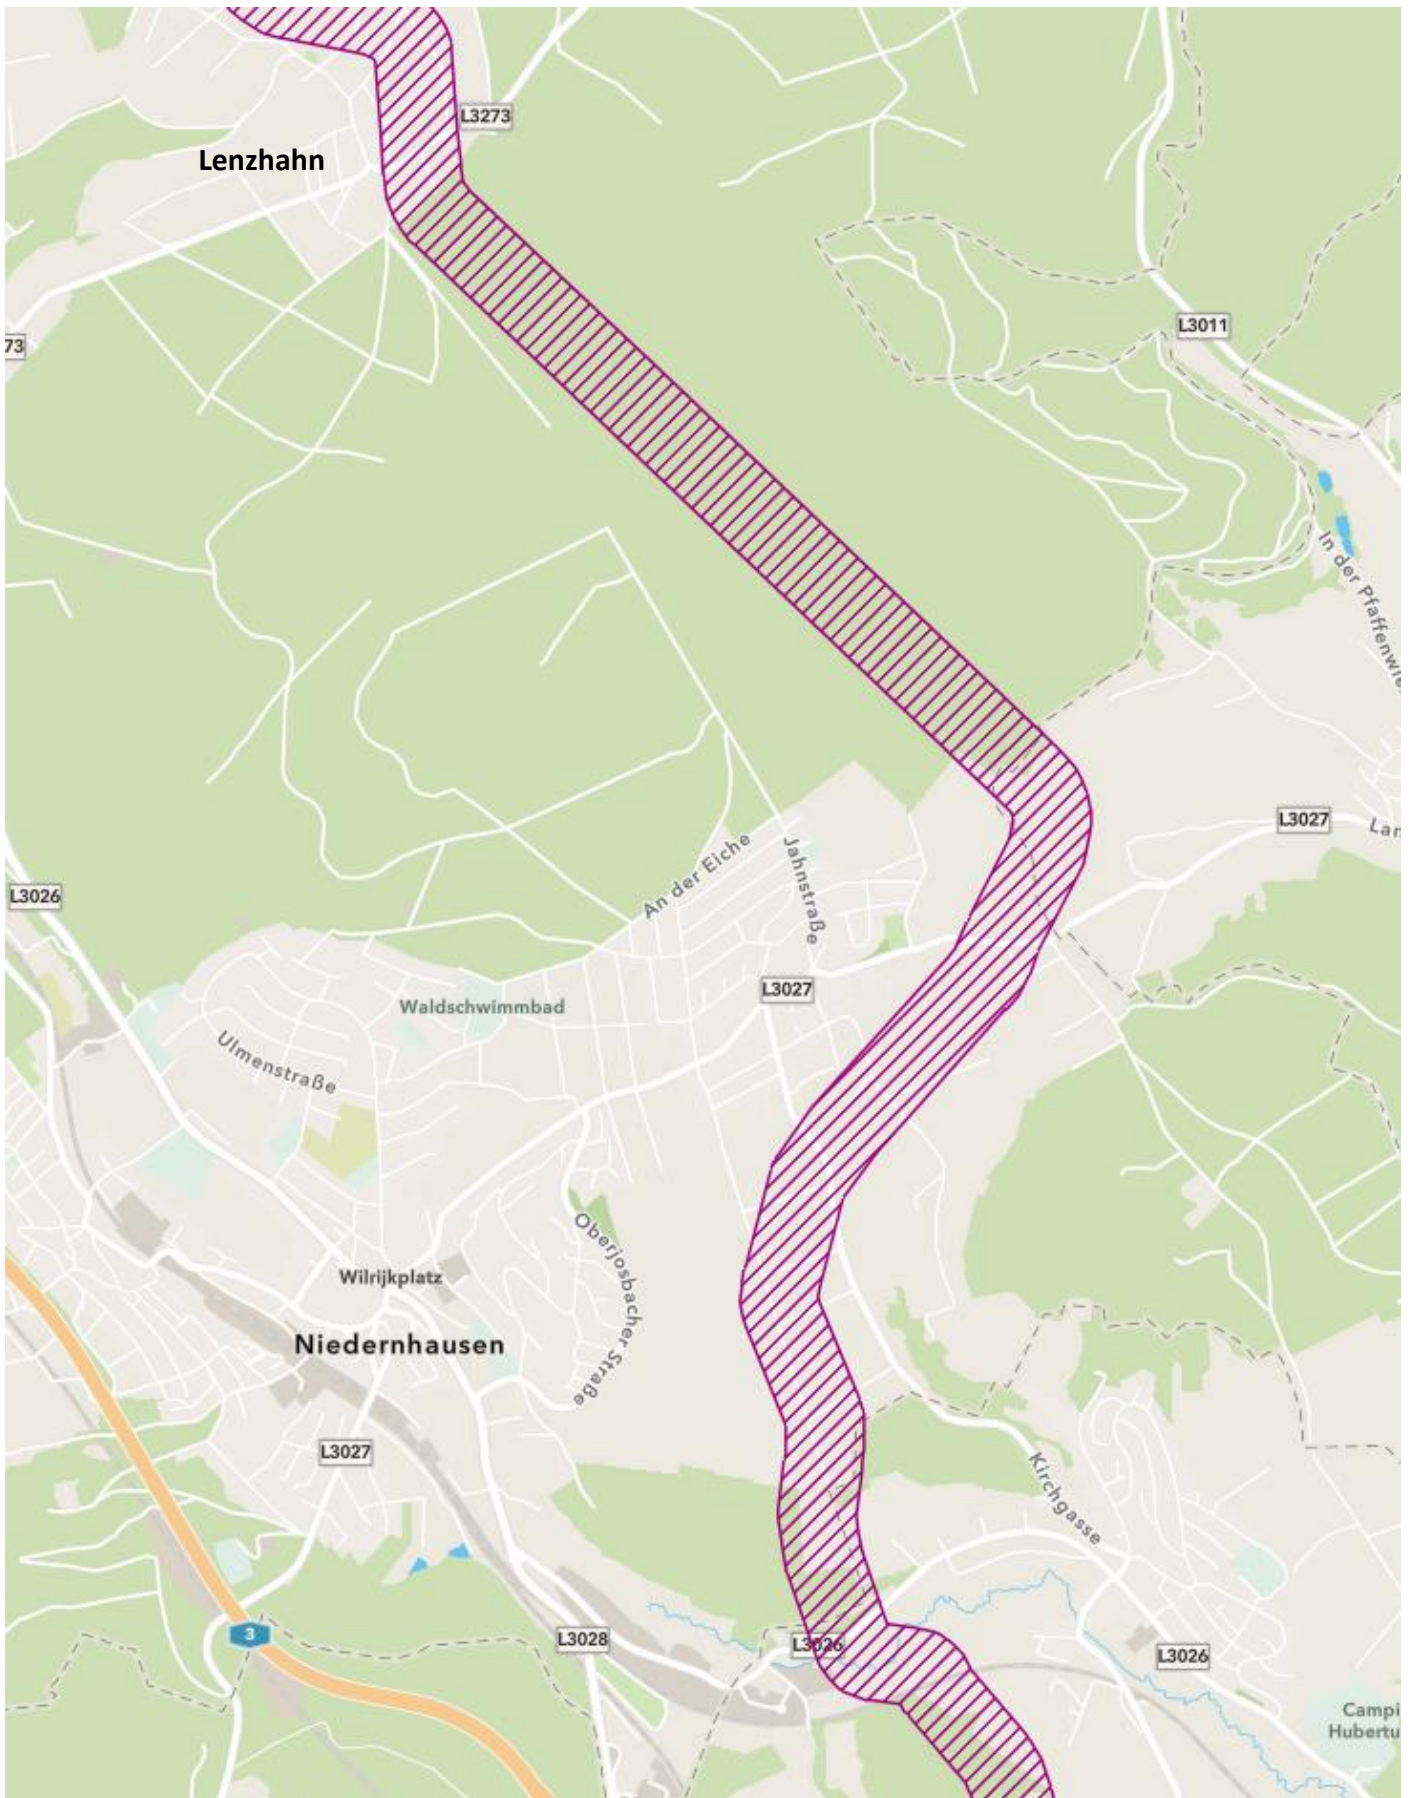 L3273
Lenzhahn
L3011
73
In der Pfaffenwie
L3027
Lan
An der Eiche
Jahnstraße
L3026
L3027
Waldschwimmbad
Ulmenstraße
Oberjosbacher Straße
Wilrijkplatz
Niedernhausen
L3027
Kirchgasse
3
L3028
L3026
L3026
Campi
Hubertu